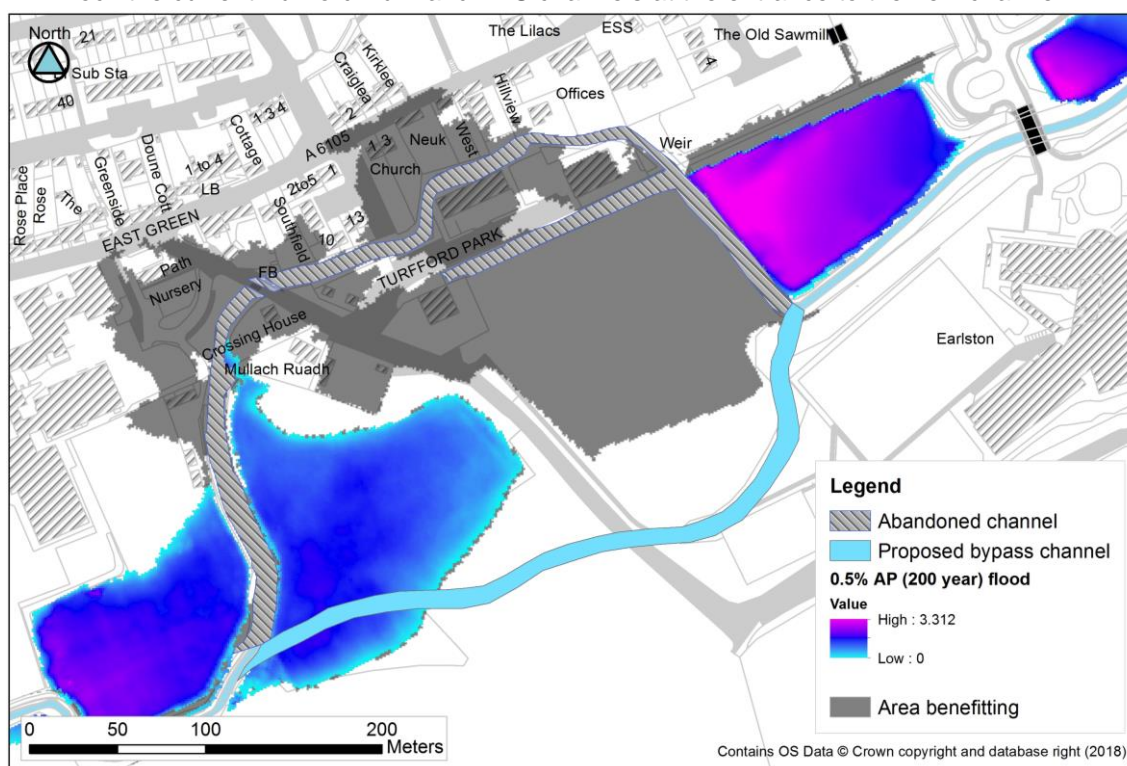 North
21
The Lilacs
ESS
The Old Sawmill
Sub Sta
Kirklee
Craiglea
40
2
4
Hillview
Offices
1 3 4
A 6105
Cottage
Neuk
West
1 3
Weir
Doune Cott
1 to 4
Church
Greenside
LB
2to5
1
Rose Place
Rose
The
EAST GREEN
Southfield
13
10
TURFFORD PARK
Path
FB
Nursery
Crossing House
Earlston
Mullach Ruadh
Legend
Abandoned channel
Proposed bypass channel
0.5% AP (200 year) flood
Value
High : 3.312
Low : 0
Area benefitting
0 50 100 200
Meters
Contains OS Data © Crown copyright and database right (2018)